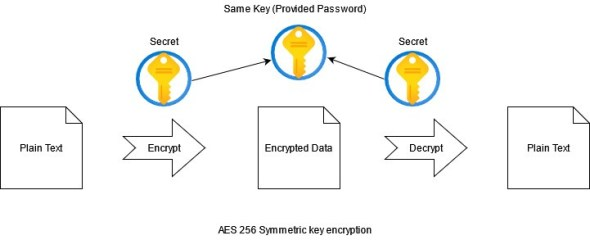 Same Key (Provided Password)
Secret
Secret
Plain Text
Encrypt
Encrypted Data
Decrypt
Plain Text
AES 256 Symmetric key encryption